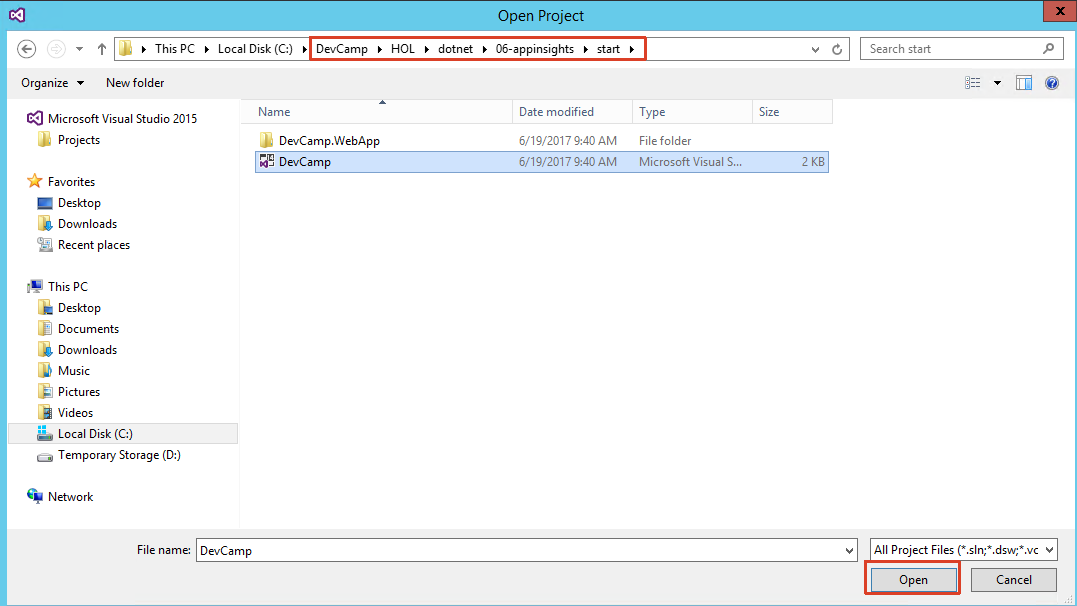 Open Project
This PC Local Disk (C:) DevCamp HOL dotnet 06-appinsights start
Search start
Organize New folder
Name Date modified Type Size
Microsoft Visual Studio 2015
Projects
DevCamp.WebApp 6/19/2017 9:40 AM File folder
DevCamp 6/19/2017 9:40 AM Microsoft Visual S... 2 KB
Favorites
Desktop
Downloads
Recent places
This PC
Desktop
Documents
Downloads
Music
Pictures
Videos
Local Disk (C:)
Temporary Storage (D:)
Network
File name: DevCamp All Project Files (*.sln;*.dsw;*.vc
Open Cancel